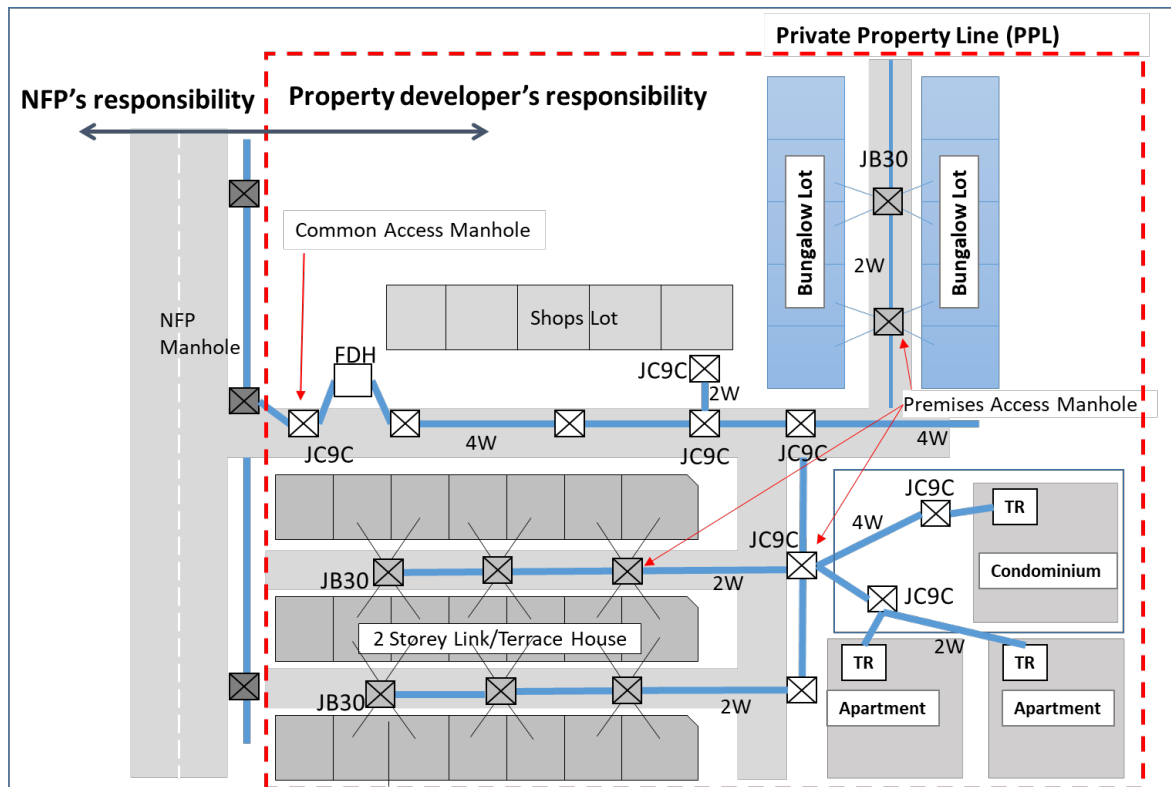 Private Property Line (PPL)
NFP's responsibility
Property developer's responsibility
JB30
Bungalow Lot
Bungalow Lot
Common Access Manhole
2W
NFP
Manhole
Shops Lot
FDH
JC9C
2W
Premises Access Manhole
4W
4W
JC9C
JC9C
JC9C
JC9C
TR
4W
JC9C
2W
JB30
Condominium
JC9C
2 Storey Link/Terrace House
2W
TR
TR
JB30
2W
Apartment
Apartment